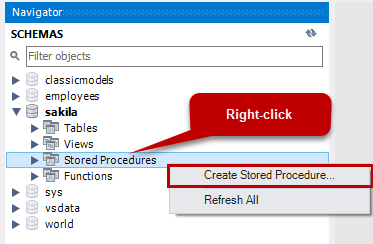 Navigator
SCHEMAS
Filter objects
classicmodels
employees
sakila
Tables
Views
Stored Procedures
Functions
sys
vsdata
world
Right-click
Create Stored Procedure...
Refresh All